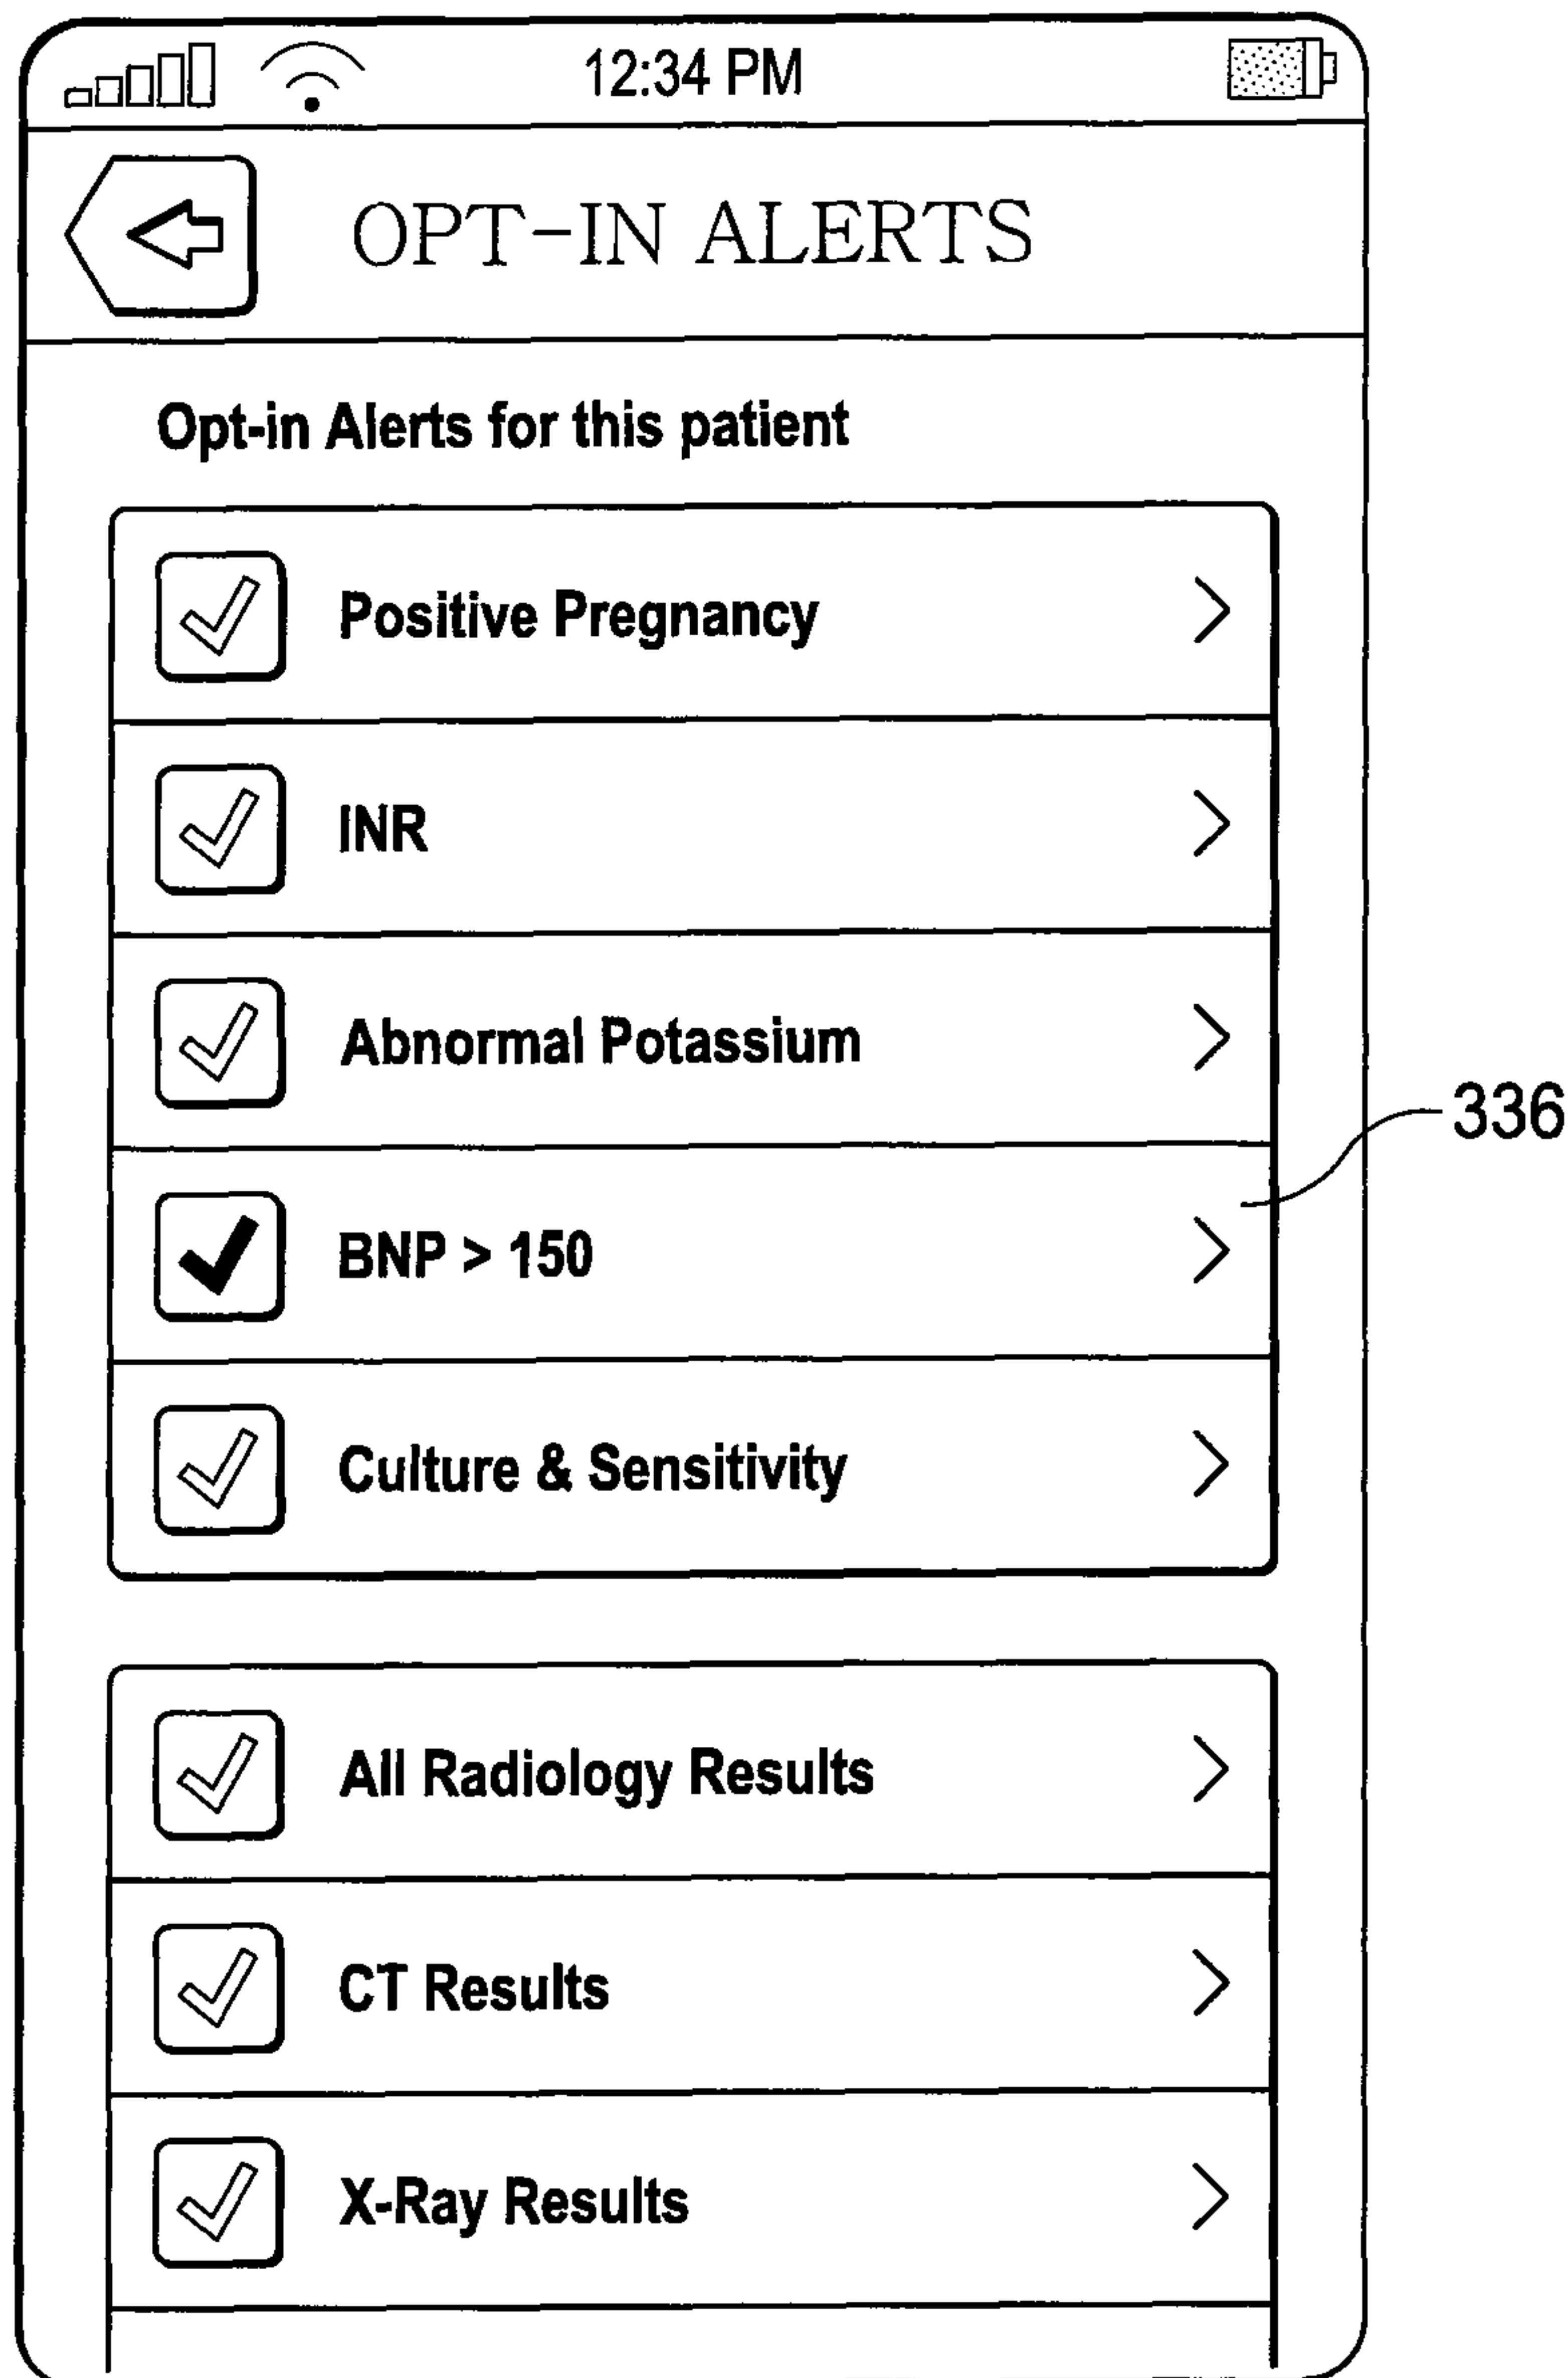 12:34 PM
OPT-IN ALERTS
Opt-in Alerts for this patient
Positive Pregnancy
INR
Abnormal Potassium
336
BNP > 150
Culture & Sensitivity
All Radiology Results
CT Results
X-Ray Results